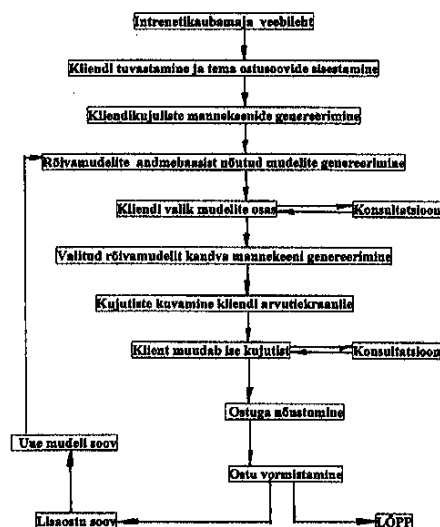 Intrenetikaubamaja veebileht
Kliendi tuvastamine ja tema ostusoovide sisestamine
Kliendikujuliste manneksenide genereerimine
Rõivamudelite andmebaasist nõutud mudelite genereerimine
Kliendi valik mudelite osas
Konsultatsioon
Valitud rõivamudelit kandva mannekeeni genereerimine
Kujutiste kuvamine kliendi arvutiekraanile
Klient muudab ise kujutist
Konsultatsioon
Ostuga nõustumine
Uue mudeli soov
Ostu vormistamine
Lisaostu soov
LÕPP